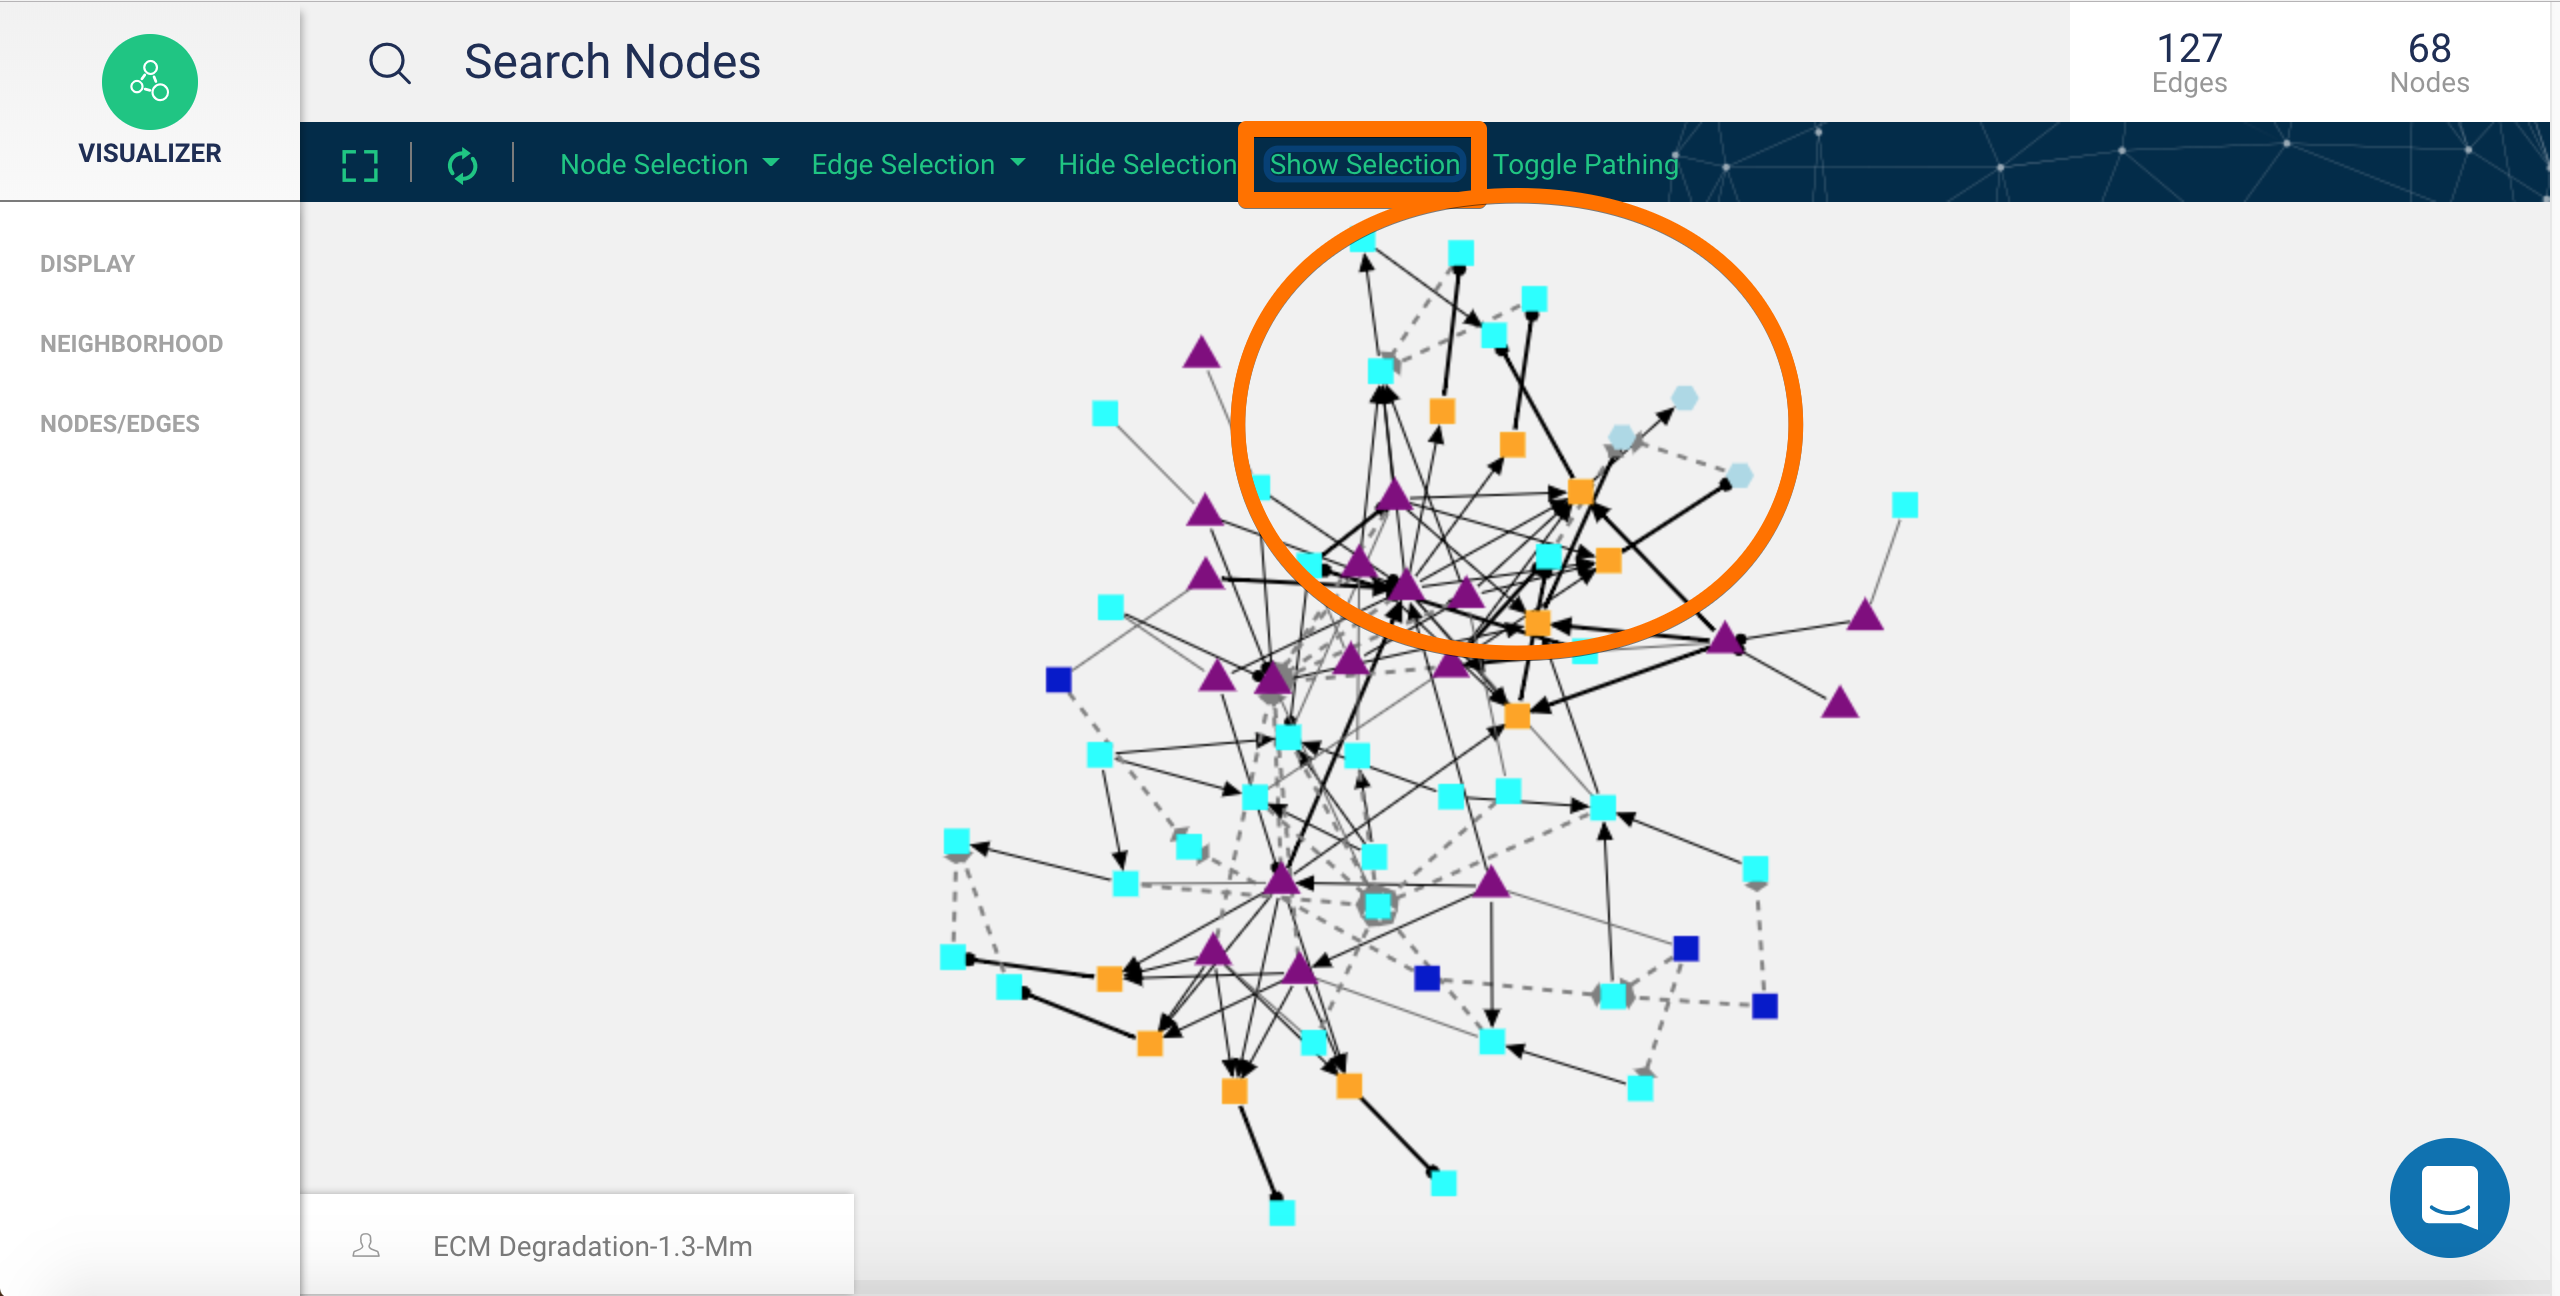 VISUALIZER
Search Nodes
127
Edges
68
Nodes
Node Selection
Edge Selection
Hide Selection
Show Selection
Toggle Pathing
DISPLAY
NEIGHBORHOOD
NODES/EDGES
ECM Degradation-1.3-Mm